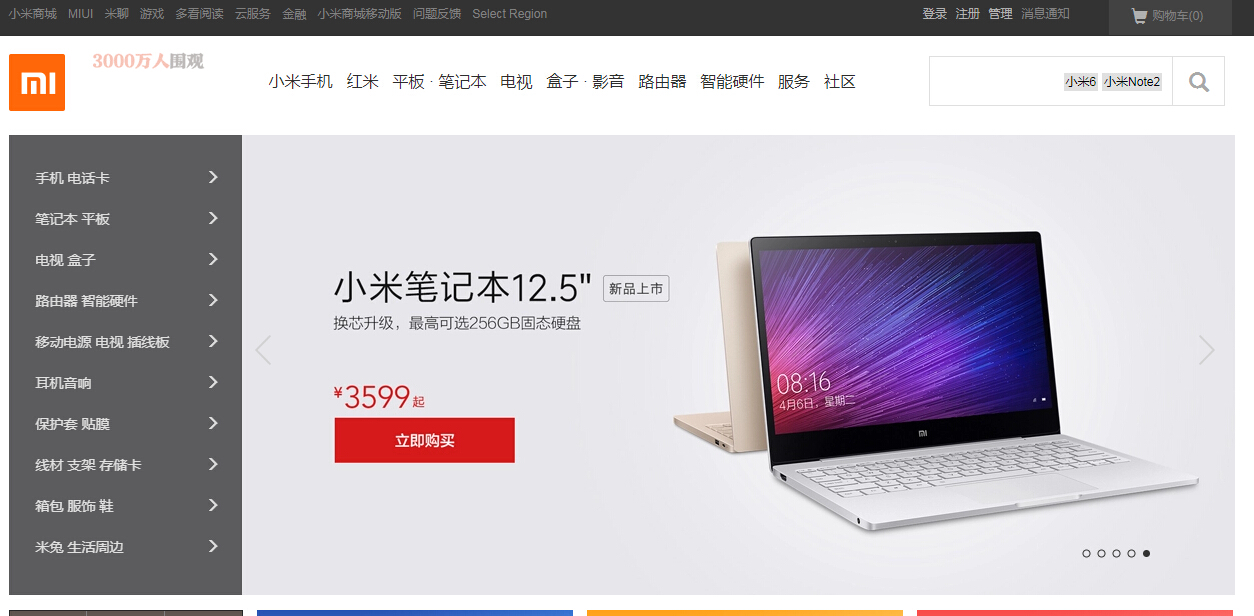 小米商城 MIUI 米聊 游戏 多看阅读 云服务 金融 小米商城移动版 问题反馈 Select Region 登录 注册 管理 消息通知 购物车(0)
mi
3000万人围观
小米手机 红米 平板 · 笔记本 电视 盒子 · 影音 路由器 智能硬件 服务 社区
小米6 小米Note2
手机 电话卡
笔记本 平板
电视 盒子
路由器 智能硬件
移动电源 电视 插线板
耳机音响
保护套 贴膜
线材 支架 存储卡
箱包 服饰 鞋
米兔 生活周边
小米笔记本12.5" 新品上市
换芯升级，最高可选256GB固态硬盘
¥3599起
立即购买
08:16
4月6日，星期二
mi